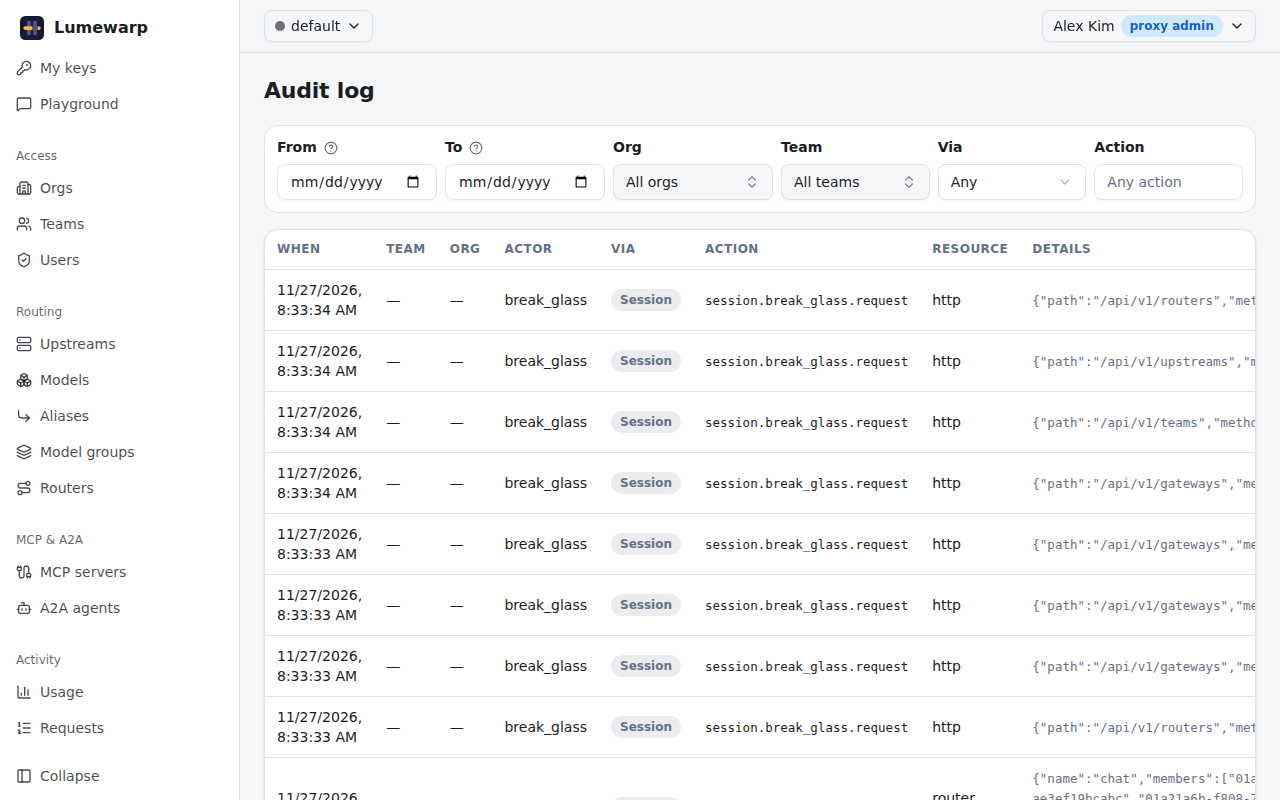 Lumewarp
default
Alex Kim proxy admin
My keys
Playground
Access
Orgs
Teams
Users
Routing
Upstreams
Models
Aliases
Model groups
Routers
MCP & A2A
MCP servers
A2A agents
Activity
Usage
Requests
Collapse
Audit log
From To Org Team Via Action
mm/dd/yyyy mm/dd/yyyy All orgs All teams Any Any action
WHEN TEAM ORG ACTOR VIA ACTION RESOURCE DETAILS
11/27/2026,
8:33:34 AM — — break_glass Session session.break_glass.request http {"path":"/api/v1/routers","met
11/27/2026,
8:33:34 AM — — break_glass Session session.break_glass.request http {"path":"/api/v1/upstreams","m
11/27/2026,
8:33:34 AM — — break_glass Session session.break_glass.request http {"path":"/api/v1/teams","metho
11/27/2026,
8:33:34 AM — — break_glass Session session.break_glass.request http {"path":"/api/v1/gateways","me
11/27/2026,
8:33:33 AM — — break_glass Session session.break_glass.request http {"path":"/api/v1/gateways","me
11/27/2026,
8:33:33 AM — — break_glass Session session.break_glass.request http {"path":"/api/v1/gateways","me
11/27/2026,
8:33:33 AM — — break_glass Session session.break_glass.request http {"path":"/api/v1/gateways","me
11/27/2026,
8:33:33 AM — — break_glass Session session.break_glass.request http {"path":"/api/v1/routers","met
{"name":"chat","members":["01a
11/27/2026 router